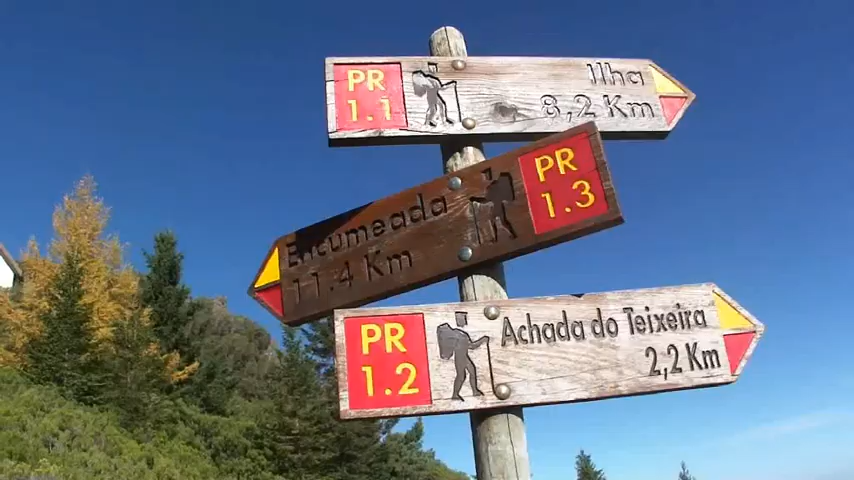 PR
1.1
Ilha
8,2 Km
Encumeada
11.4 Km
PR
1.3
PR
1.2
Achada do Teixeira
2,2 Km